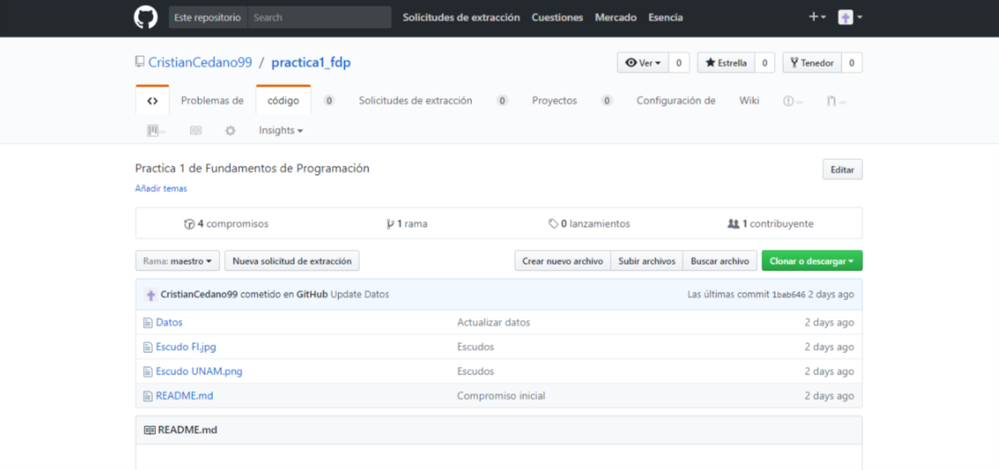 Este repositorio Search Solicitudes de extracción Cuestiones Mercado Esencia
CristianCedano99 / practica1_fdp Ver 0 Estrella 0 Tenedor 0
Problemas de código 0 Solicitudes de extracción 0 Proyectos 0 Configuración de Wiki
Insights
Practica 1 de Fundamentos de Programación Editar
Añadir temas
4 compromisos 1 rama 0 lanzamientos 1 contribuyente
Rama: maestro Nueva solicitud de extracción Crear nuevo archivo Subir archivos Buscar archivo Clonar o descargar
CristianCedano99 cometido en GitHub Update Datos Las últimas commit 1bab646 2 days ago
Datos Actualizar datos 2 days ago
Escudo FI.jpg Escudos 2 days ago
Escudo UNAM.png Escudos 2 days ago
README.md Compromiso inicial 2 days ago
README.md